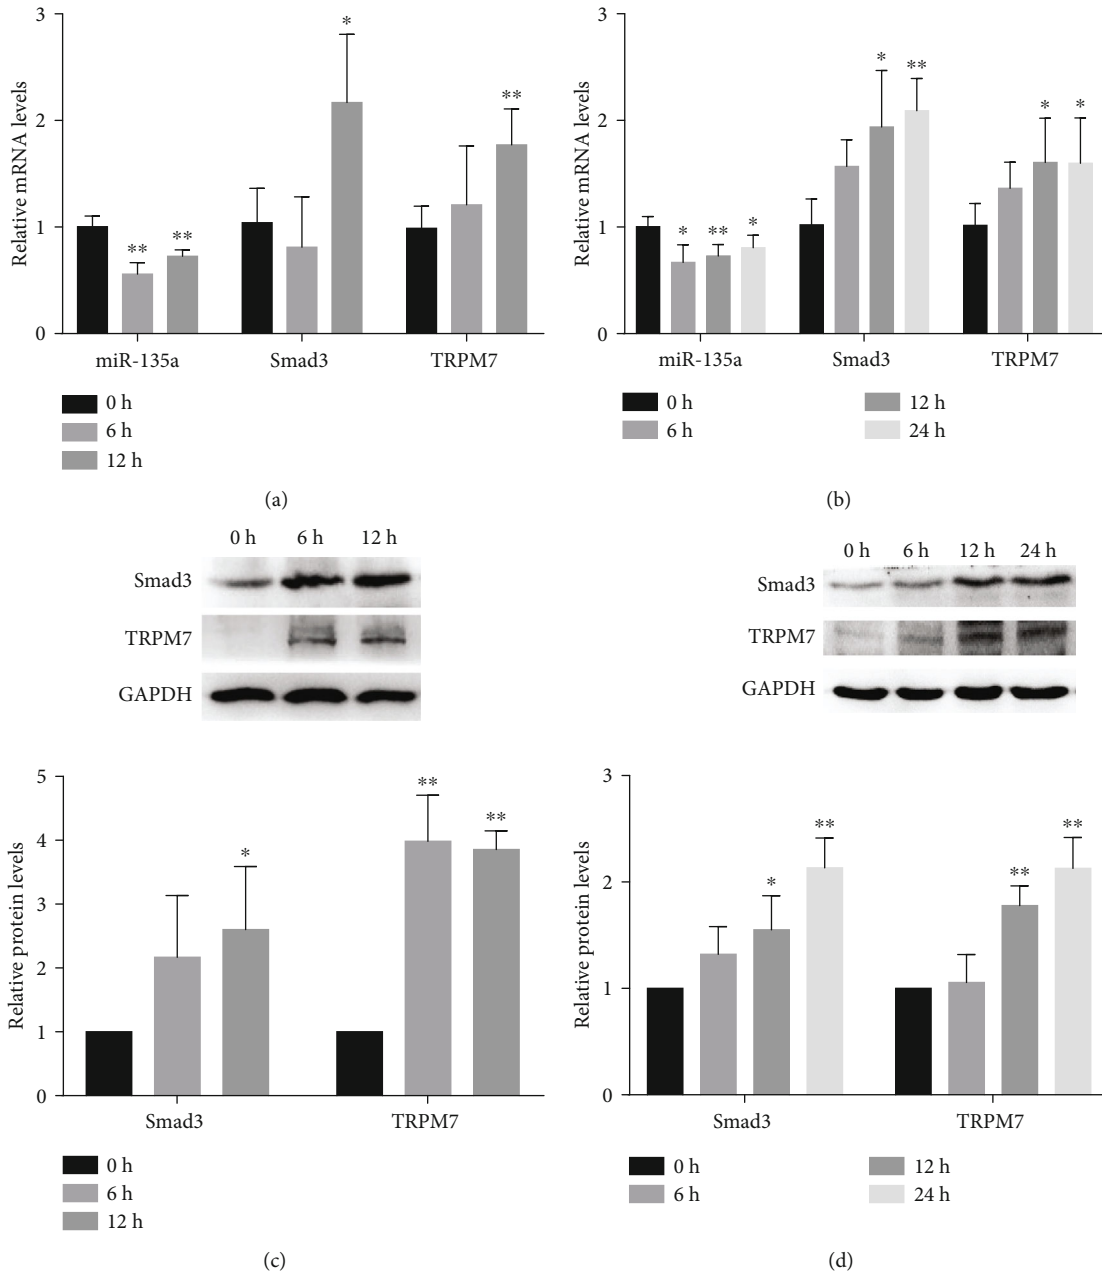 3
2
1
0
Relative mRNA levels
*
** **
**
miR-135a Smad3 TRPM7
0 h
6 h
12 h
(a)
3
2
1
0
Relative mRNA levels
* ** *
* **
* *
miR-135a Smad3 TRPM7
0 h
6 h
12 h
24 h
(b)
0 h 6 h 12 h
Smad3
TRPM7
GAPDH
5
4
3
2
1
0
Relative protein levels
*
** **
Smad3 TRPM7
0 h
6 h
12 h
(c)
0 h 6 h 12 h 24 h
Smad3
TRPM7
GAPDH
3
2
1
0
Relative protein levels
* **
** **
Smad3 TRPM7
0 h
6 h
12 h
24 h
(d)